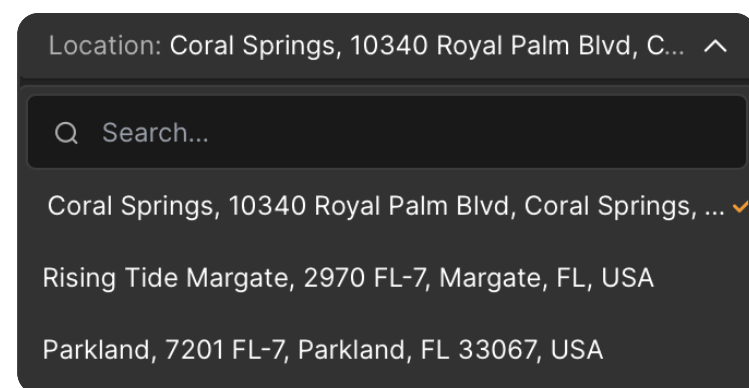 Location: Coral Springs, 10340 Royal Palm Blvd, C...
Search...
Coral Springs, 10340 Royal Palm Blvd, Coral Springs, ...
Rising Tide Margate, 2970 FL-7, Margate, FL, USA
Parkland, 7201 FL-7, Parkland, FL 33067, USA